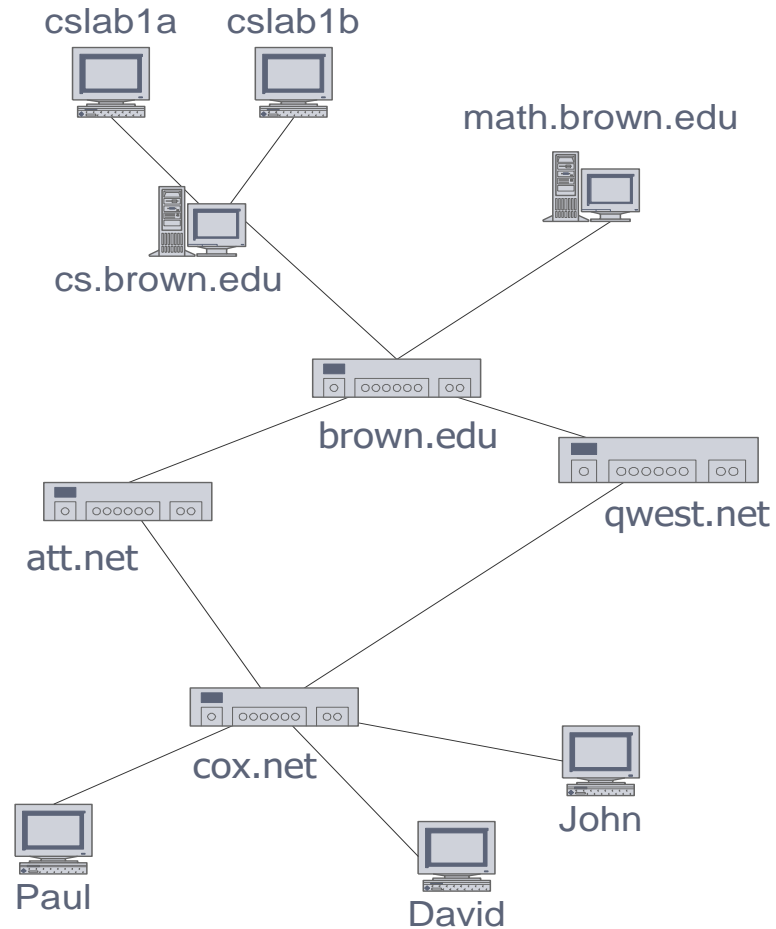 cslab1a
cslab1b
math.brown.edu
cs.brown.edu
brown.edu
qwest.net
att.net
cox.net
John
Paul
David